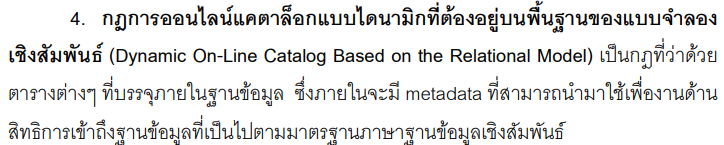 4. กฎการออนไลน์แคตาล็อกแบบไดนามิกที่ต้องอยู่บนพื้นฐานของแบบจำลอง
เชิงสัมพันธ์ (Dynamic On-Line Catalog Based on the Relational Model) เป็นกฎที่ว่าด้วย
ตารางต่างๆ ที่บรรจุภายในฐานข้อมูล ซึ่งภายในจะมี metadata ที่สามารถนำมาใช้เพื่องานด้าน
สิทธิการเข้าถึงฐานข้อมูลที่เป็นไปตามมาตรฐานภาษาฐานข้อมูลเชิงสัมพันธ์